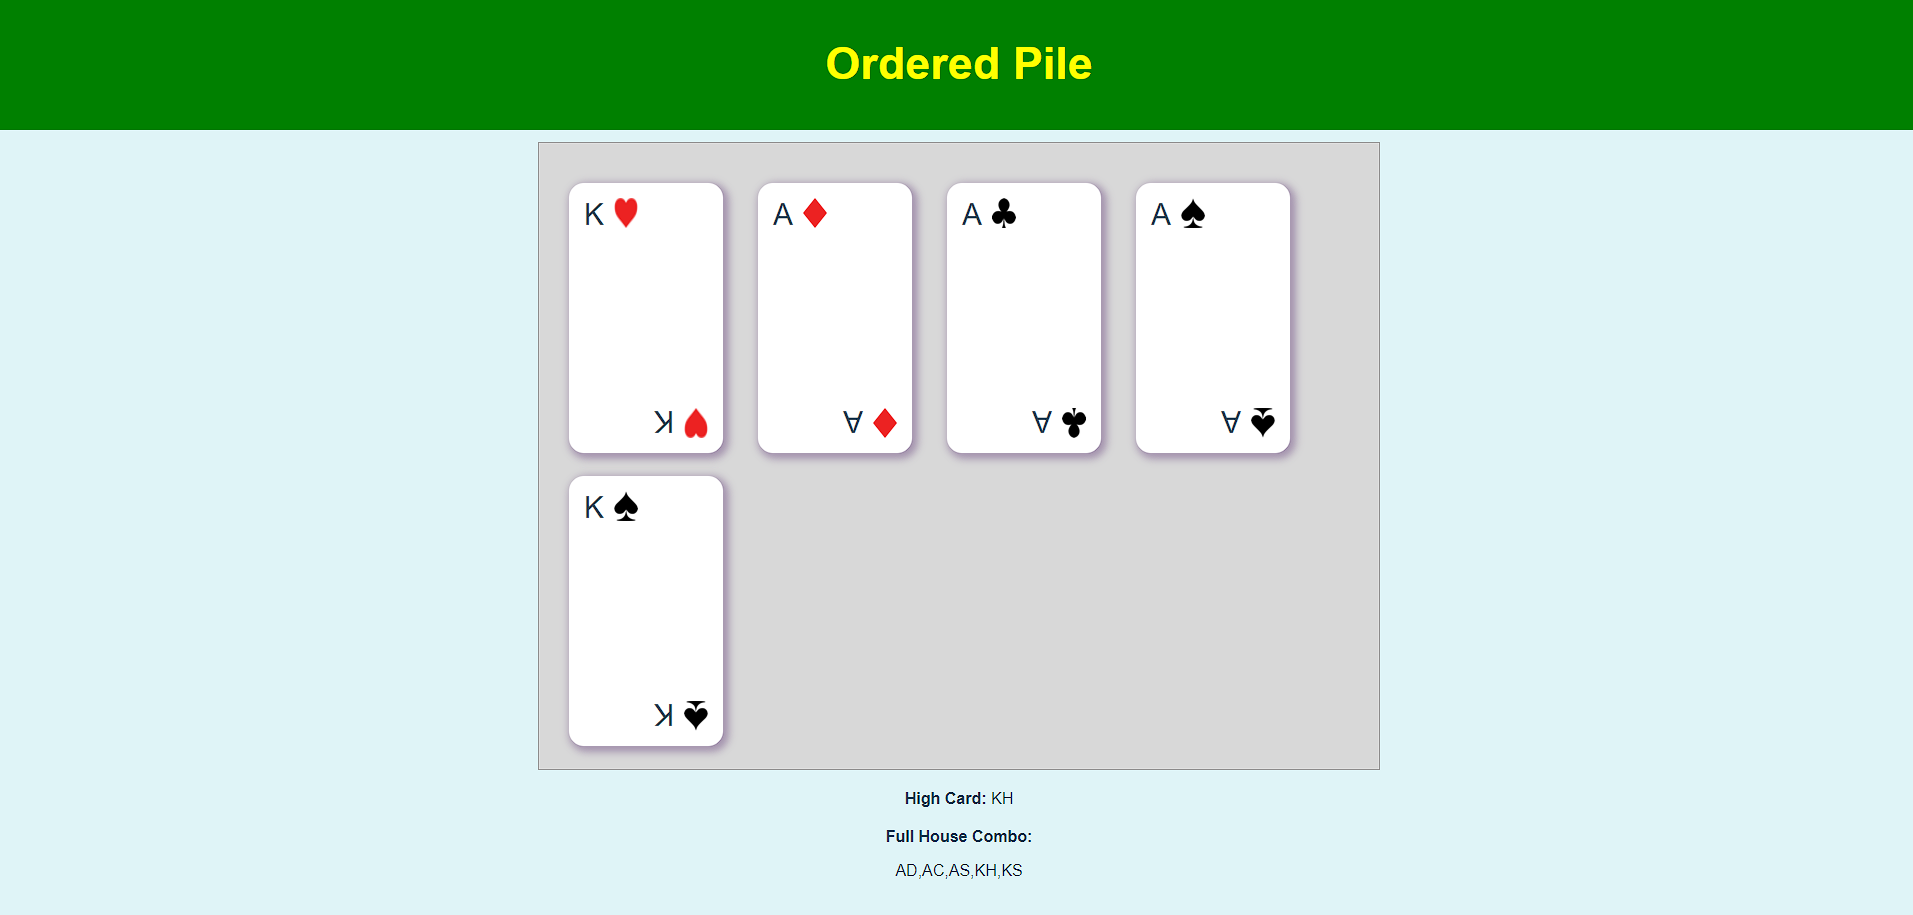 Ordered Pile
K A A A
K A A A
K
K
High Card: KH
Full House Combo:
AD,AC,AS,KH,KS